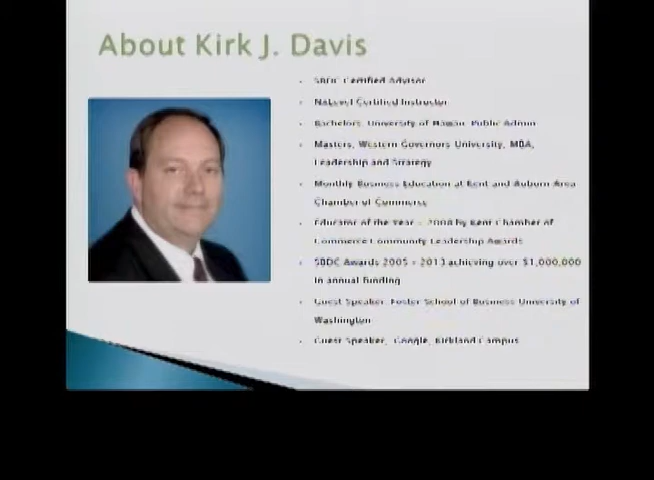 About Kirk J. Davis
SBDC Certified Advisor
NxLevel Certified Instructor
Bachelors, University of Hawaii, Public Admin
Masters, Western Governors University, MBA,
Leadership and Strategy
Monthly Business Education at Kent and Auburn Area
Chamber of Commerce
Educator of the Year - 2008 by Kent Chamber of
Commerce Community Leadership Awards
SBDC Awards 2005 - 2013 achieving over $1,000,000
in annual funding
Guest Speaker, Foster School of Business University of
Washington
Guest Speaker, Google, Kirkland Campus